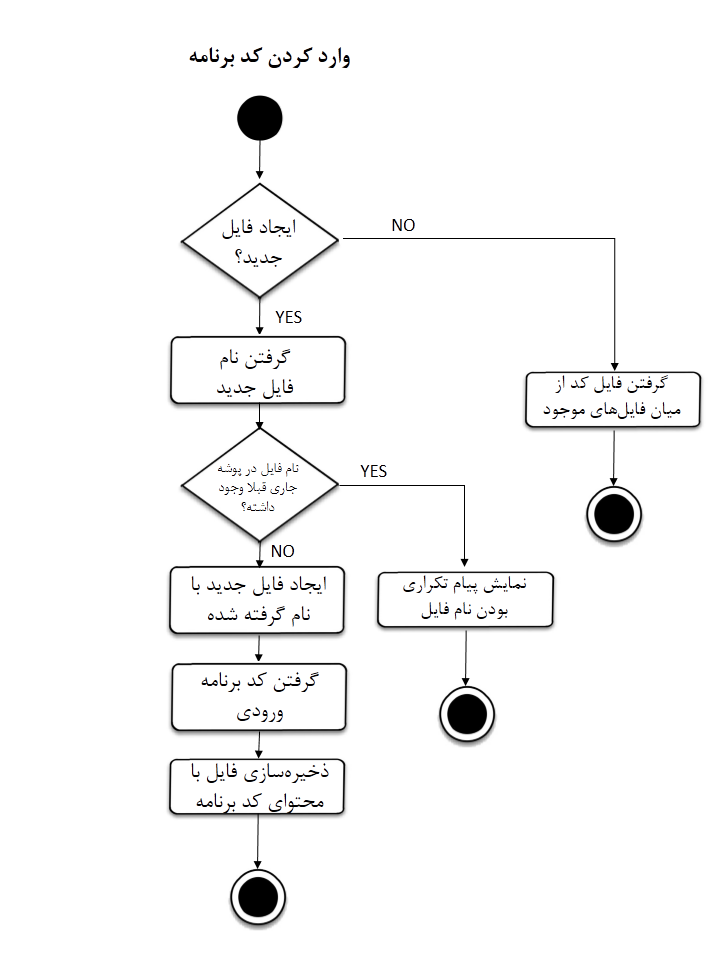 وارد کردن کد برنامه
ایجاد فایل
جدید؟
NO
YES
گرفتن نام
فایل جدید
گرفتن فایل کد از
میان فایل‌های موجود
نام فایل در پوشه
جاری قبلا وجود
داشته؟
YES
NO
ایجاد فایل جدید با
نام گرفته شده
نمایش پیام تکراری
بودن نام فایل
گرفتن کد برنامه
ورودی
ذخیره‌سازی فایل با
محتوای کد برنامه